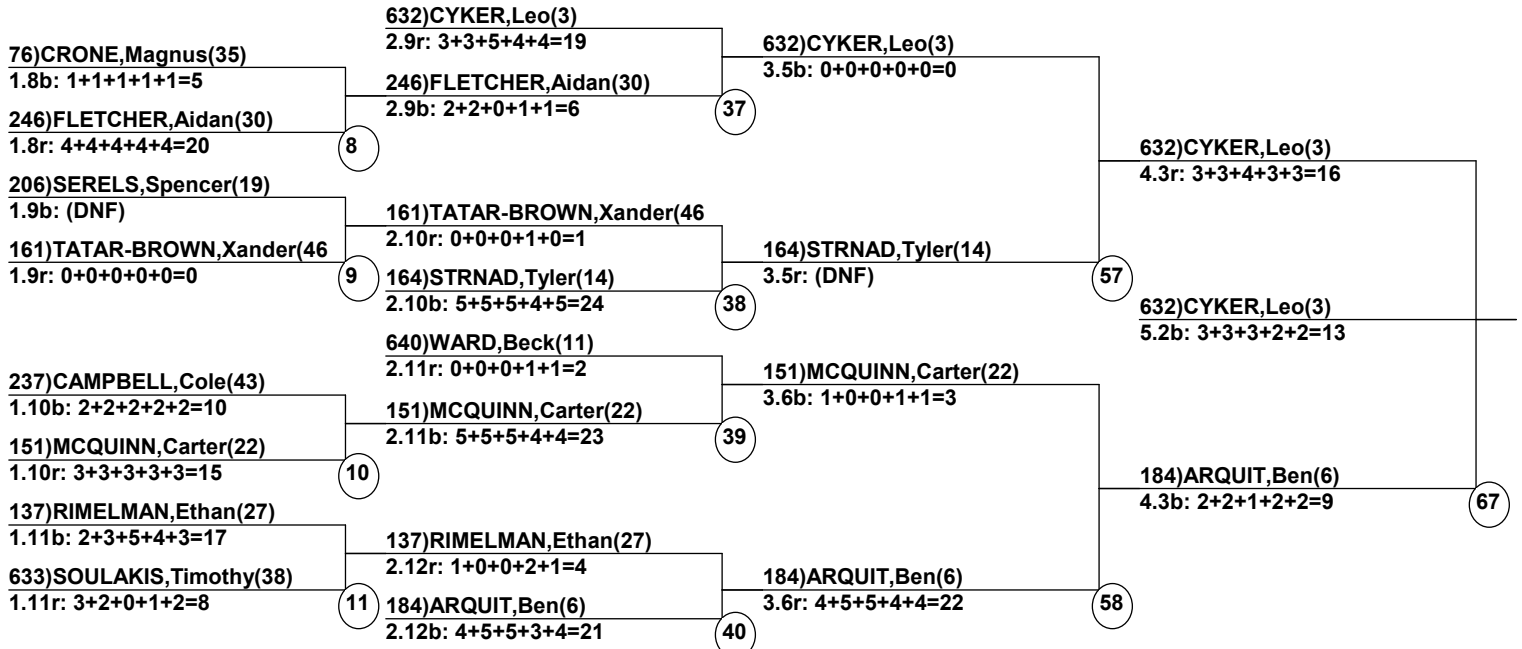 76)CRONE,Magnus(35)
1.8b: 1+1+1+1+1=5
246)FLETCHER,Aidan(30)
1.8r: 4+4+4+4+4=20
8
206)SERELS,Spencer(19)
1.9b: (DNF)
161)TATAR-BROWN,Xander(46
1.9r: 0+0+0+0+0=0
9
237)CAMPBELL,Cole(43)
1.10b: 2+2+2+2+2=10
151)MCQUINN,Carter(22)
1.10r: 3+3+3+3+3=15
10
137)RIMELMAN,Ethan(27)
1.11b: 2+3+5+4+3=17
633)SOULAKIS,Timothy(38)
1.11r: 3+2+0+1+2=8
11
632)CYKER,Leo(3)
2.9r: 3+3+5+4+4=19
246)FLETCHER,Aidan(30)
2.9b: 2+2+0+1+1=6
37
161)TATAR-BROWN,Xander(46
2.10r: 0+0+0+1+0=1
164)STRNAD,Tyler(14)
2.10b: 5+5+5+4+5=24
38
640)WARD,Beck(11)
2.11r: 0+0+0+1+1=2
151)MCQUINN,Carter(22)
2.11b: 5+5+5+4+4=23
39
137)RIMELMAN,Ethan(27)
2.12r: 1+0+0+2+1=4
184)ARQUIT,Ben(6)
2.12b: 4+5+5+3+4=21
40
632)CYKER,Leo(3)
3.5b: 0+0+0+0+0=0
164)STRNAD,Tyler(14)
3.5r: (DNF)
57
151)MCQUINN,Carter(22)
3.6b: 1+0+0+1+1=3
184)ARQUIT,Ben(6)
3.6r: 4+5+5+4+4=22
58
632)CYKER,Leo(3)
4.3r: 3+3+4+3+3=16
184)ARQUIT,Ben(6)
4.3b: 2+2+1+2+2=9
67
632)CYKER,Leo(3)
5.2b: 3+3+3+2+2=13